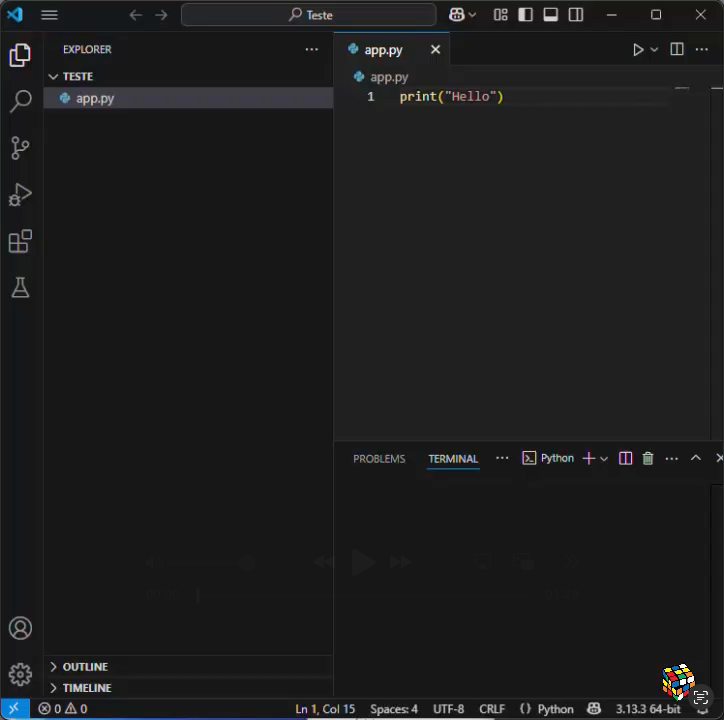 Teste
EXPLORER
TESTE
app.py
app.py
app.py
1 print("Hello")
PROBLEMS TERMINAL Python
OUTLINE
TIMELINE
0 0 Ln 1, Col 15 Spaces: 4 UTF-8 CRLF {} Python 3.13.3 64-bit